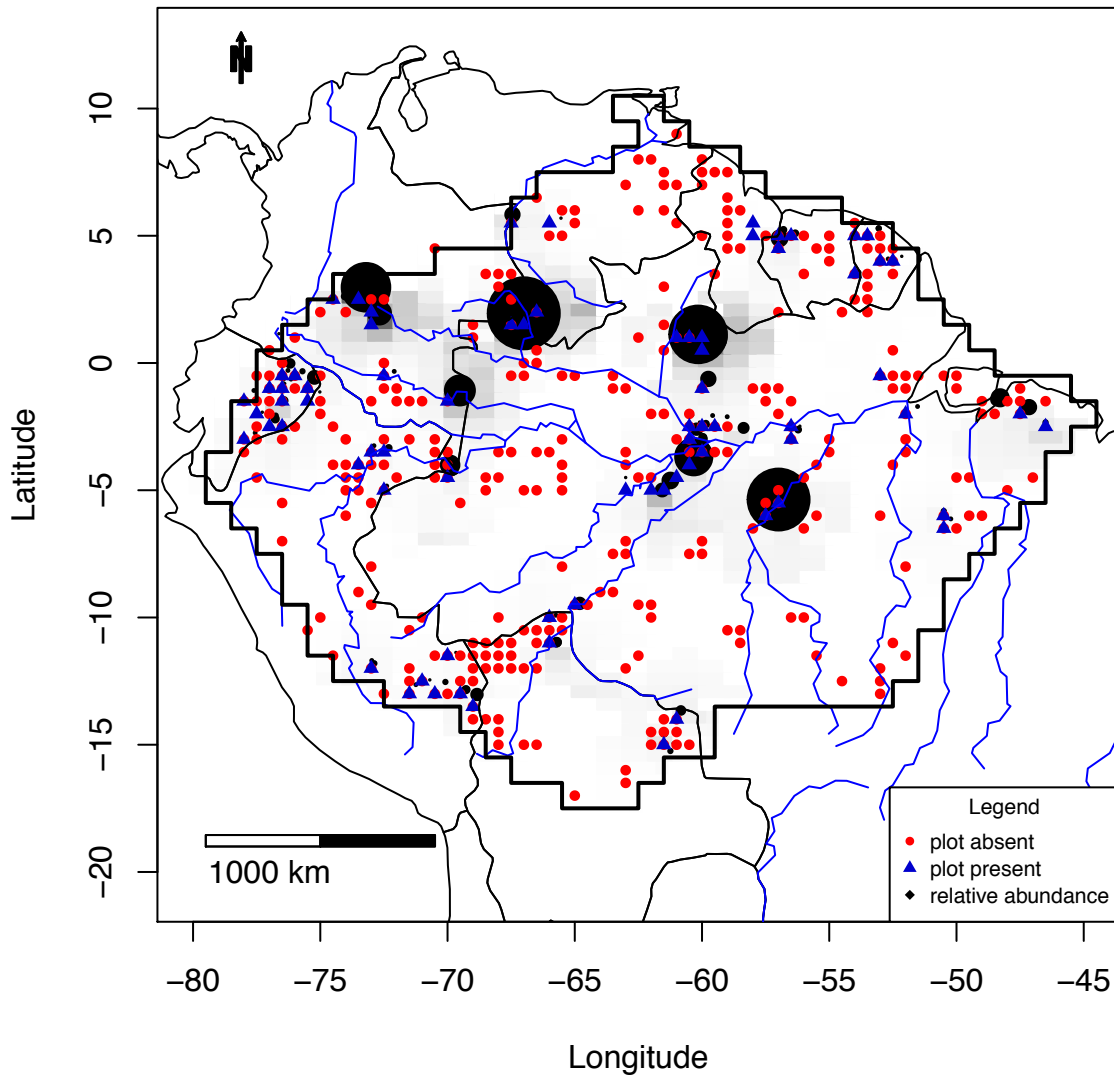 N
10
5
0
−5
−10
−15
−20
Latitude
1000 km
Legend
plot absent
plot present
relative abundance
−80
−75
−70
−65
−60
−55
−50
−45
Longitude